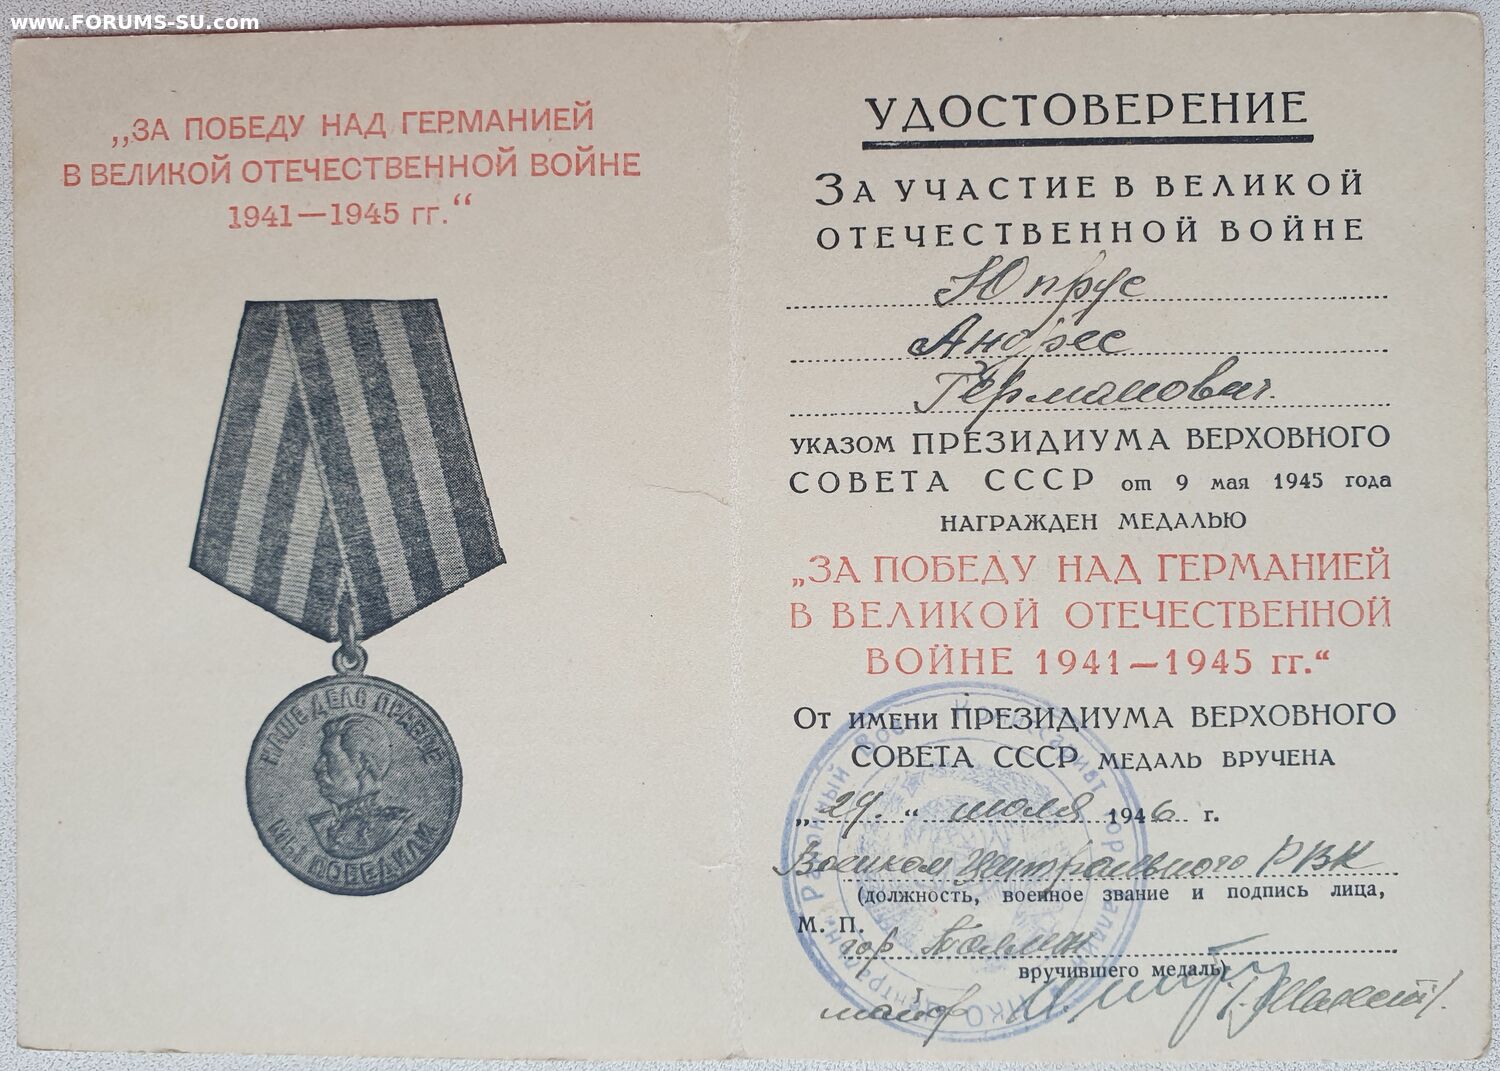 www.FORUMS-SU.com
„ЗА ПОБЕДУ НАД ГЕРМАНИЕЙ
В ВЕЛИКОЙ ОТЕЧЕСТВЕННОЙ ВОЙНЕ
1941—1945 гг.“
НАШЕ ДЕЛО ПРАВОЕ
МЫ ПОБЕДИЛИ
УДОСТОВЕРЕНИЕ
ЗА УЧАСТИЕ В ВЕЛИКОЙ
ОТЕЧЕСТВЕННОЙ ВОЙНЕ
Юпрус
Андрес
Германович.
УКАЗОМ ПРЕЗИДИУМА ВЕРХОВНОГО
СОВЕТА СССР от 9 мая 1945 года
НАГРАЖДЕН МЕДАЛЬЮ
„ЗА ПОБЕДУ НАД ГЕРМАНИЕЙ
В ВЕЛИКОЙ ОТЕЧЕСТВЕННОЙ
ВОЙНЕ 1941—1945 гг.“
ОТ ИМЕНИ ПРЕЗИДИУМА ВЕРХОВНОГО
СОВЕТА СССР МЕДАЛЬ ВРУЧЕНА
„29.“ июля 1946 г.
Военком Центрального РВК
(должность, военное звание и подпись лица,
М. П.
гор Таллин
вручившего медаль)
майор